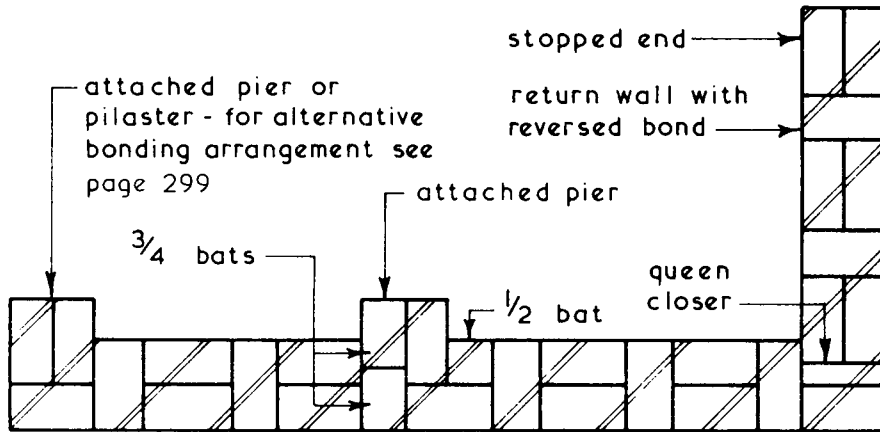 stopped end
attached pier or
pilaster - for alternative
bonding arrangement see
page 299
return wall with
reversed bond
attached pier
3/4 bats
queen
closer
1/2 bat